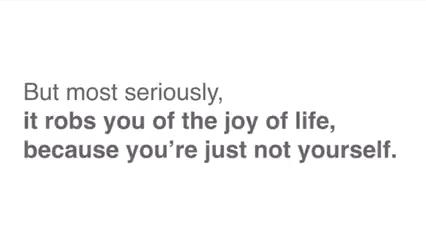 But most seriously,
it robs you of the joy of life,
because you’re just not yourself.